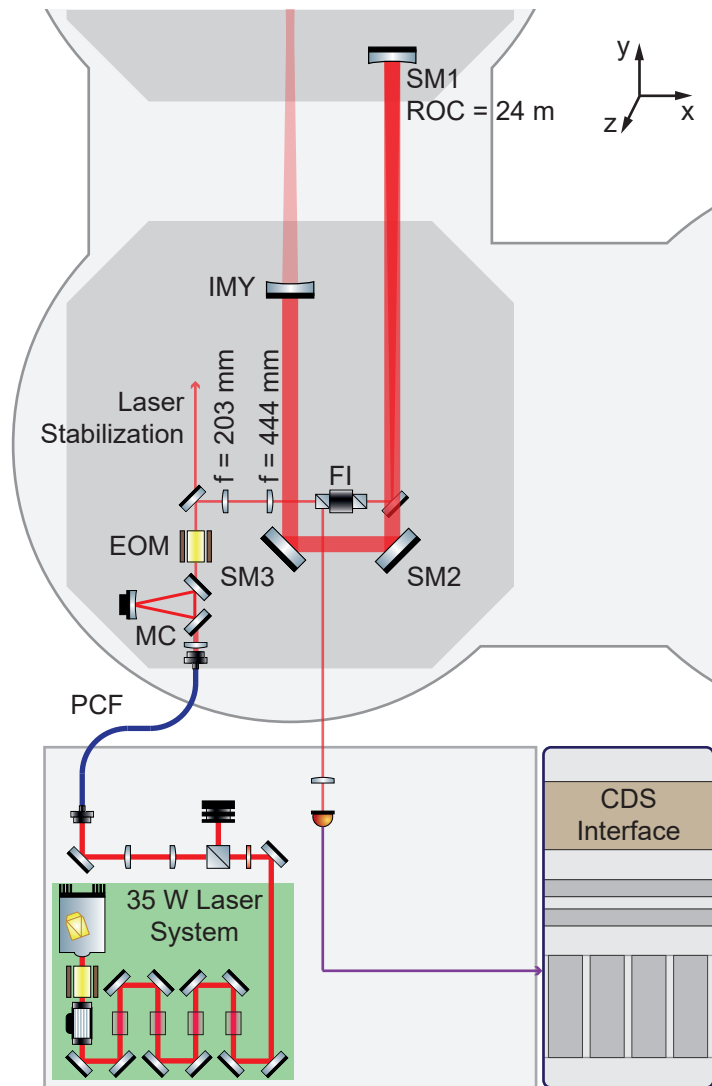 SM1
ROC = 24 m
y
x
z
IMY
Laser
Stabilization
f = 203 mm
f = 444 mm
FI
EOM
SM3
SM2
MC
PCF
CDS
Interface
35 W Laser
System